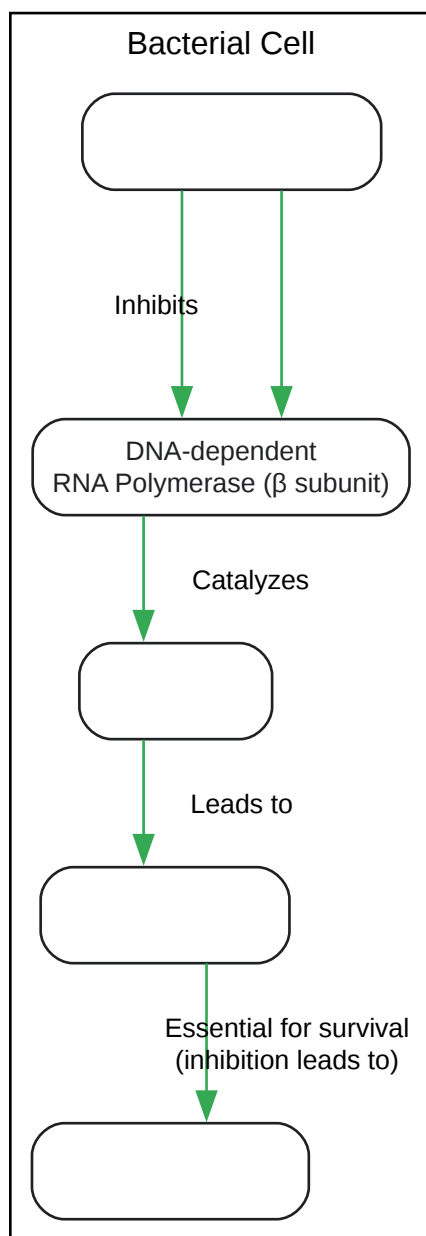 Bacterial Cell
Inhibits
DNA-dependent
RNA Polymerase (β subunit)
Catalyzes
Leads to
Essential for survival
(inhibition leads to)